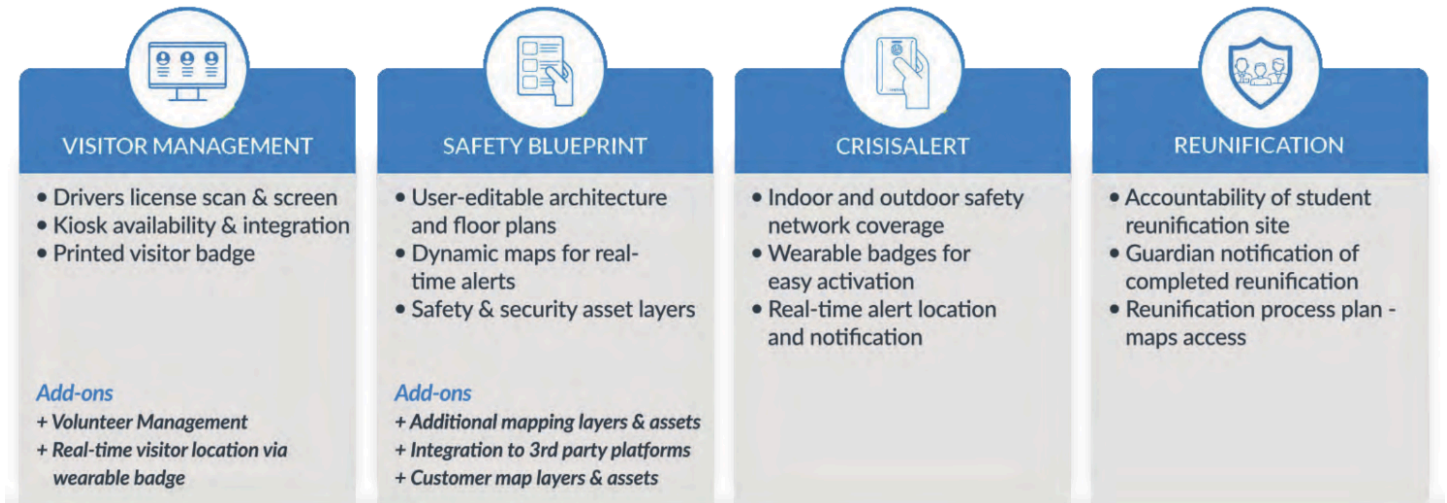 VISITOR MANAGEMENT
• Drivers license scan & screen
• Kiosk availability & integration
• Printed visitor badge
Add-ons
+ Volunteer Management
+ Real-time visitor location via
wearable badge
SAFETY BLUEPRINT
• User-editable architecture
and floor plans
• Dynamic maps for real-
time alerts
• Safety & security asset layers
Add-ons
+ Additional mapping layers & assets
+ Integration to 3rd party platforms
+ Customer map layers & assets
CRISISALERT
• Indoor and outdoor safety
network coverage
• Wearable badges for
easy activation
• Real-time alert location
and notification
REUNIFICATION
• Accountability of student
reunification site
• Guardian notification of
completed reunification
• Reunification process plan -
maps access